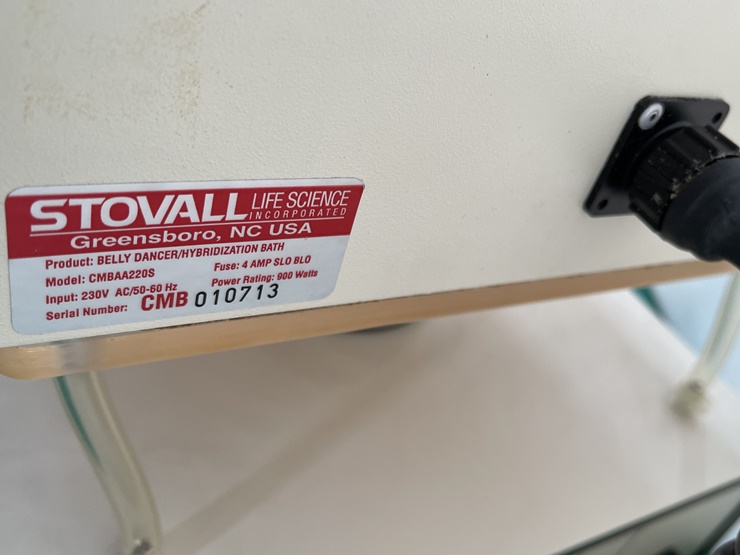 STOVALL LIFE SCIENCE
INCORPORATED
Greensboro, NC USA
Product: BELLY DANCER/HYBRIDIZATION BATH
Model: CMBAA220S Fuse: 4 AMP SLO BLO
Input: 230V AC/50-60 Hz Power Rating: 900 Watts
Serial Number: CMB 010713